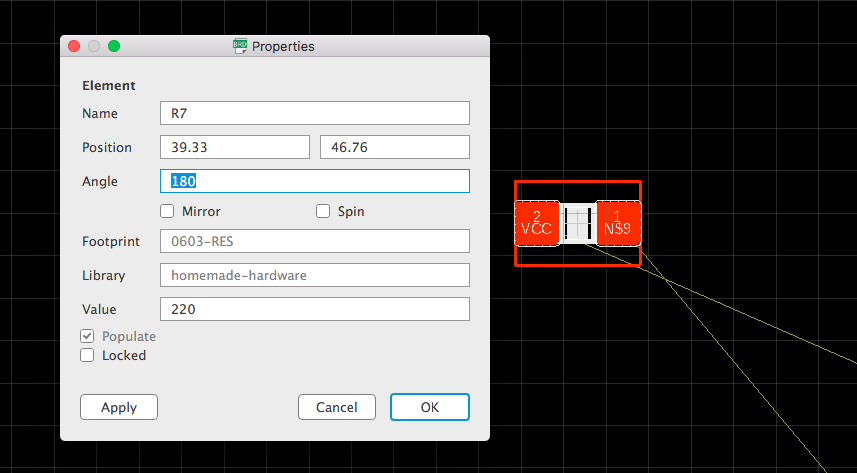 BRD Properties
Element
Name R7
Position 39.33 46.76
Angle 180
Mirror Spin
Footprint 0603-RES
Library homemade-hardware
Value 220
Populate
Locked
Apply Cancel OK
2 1
VCC N$9